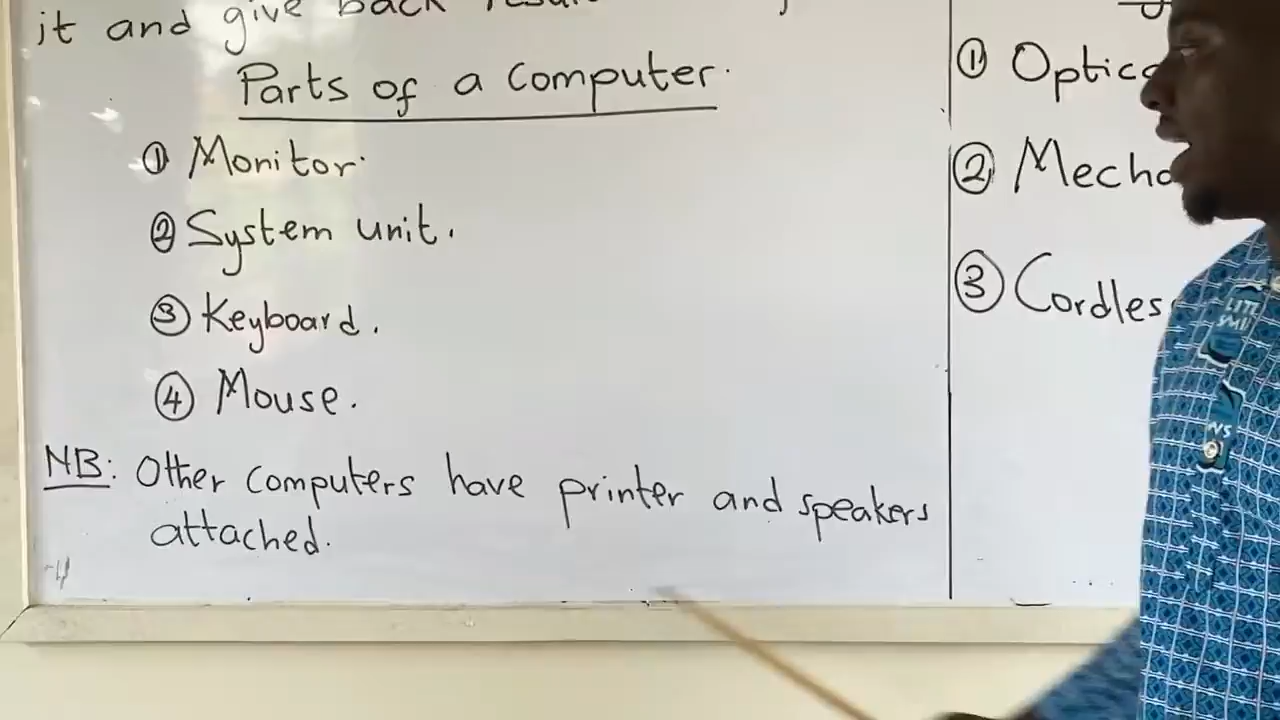 it and give back
Parts of a Computer.
① Monitor.
② System unit.
③ Keyboard.
④ Mouse.
NB: Other Computers have printer and speakers
attached.
① Optica
② Mecha
③ Cordles